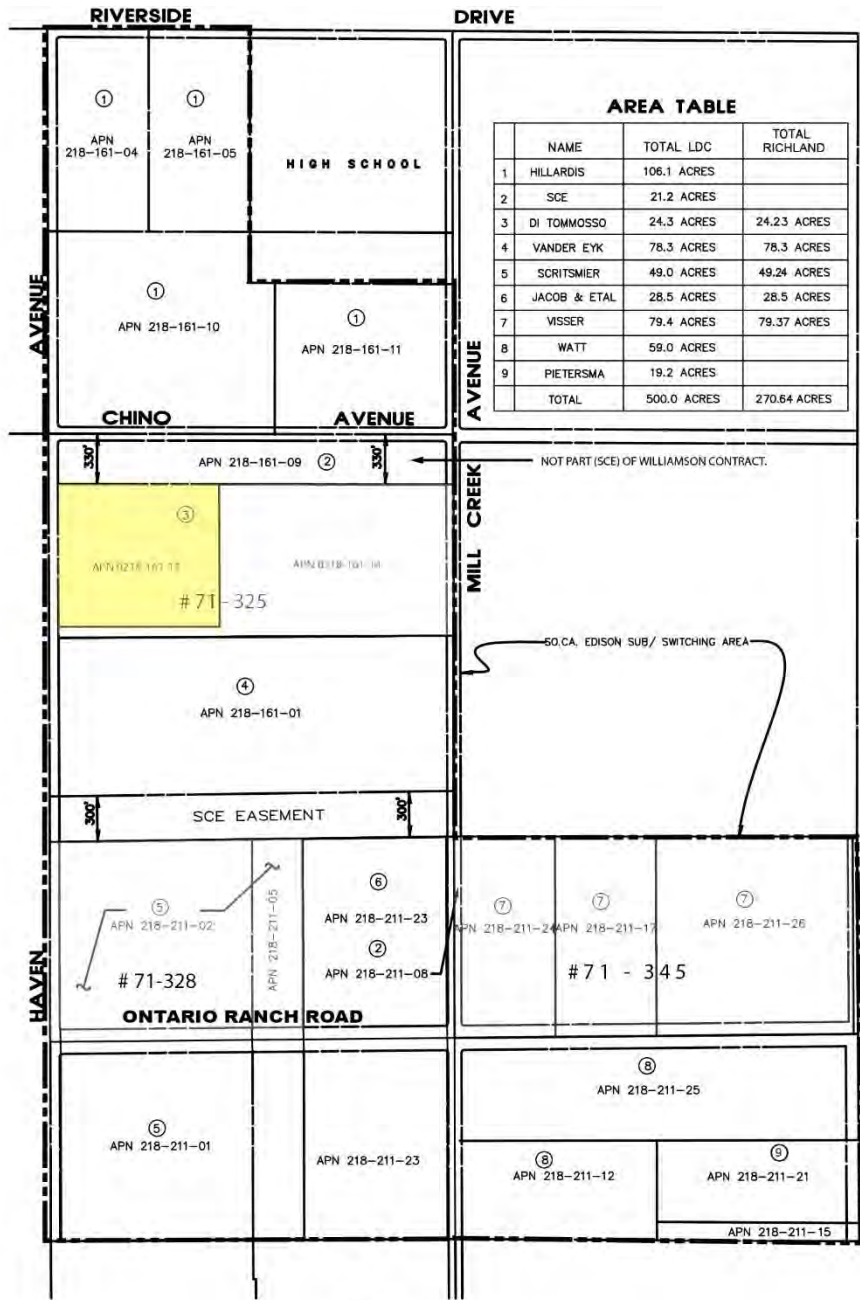 RIVERSIDE DRIVE
① ①
APN 218-161-04
APN 218-161-05
HIGH SCHOOL
AREA TABLE
NAME TOTAL LDC TOTAL RICHLAND
1 HILLARDIS 106.1 ACRES
2 SCE 21.2 ACRES
3 DI TOMMOSSO 24.3 ACRES 24.23 ACRES
4 VANDER EYK 78.3 ACRES 78.3 ACRES
5 SCRITSMIER 49.0 ACRES 49.24 ACRES
6 JACOB & ETAL 28.5 ACRES 28.5 ACRES
7 VISSER 79.4 ACRES 79.37 ACRES
8 WATT 59.0 ACRES
9 PIETERSMA 19.2 ACRES
TOTAL 500.0 ACRES 270.64 ACRES
①
APN 218-161-10
①
APN 218-161-11
AVENUE
AVENUE
CHINO AVENUE
330'
APN 218-161-09 ②
330'
NOT PART (SCE) OF WILLIAMSON CONTRACT.
MILL CREEK
③
APN 0218-161-
APN 0218-161-
# 71-325
SO.CA. EDISON SUB/ SWITCHING AREA
④
APN 218-161-01
300'
SCE EASEMENT
300'
⑤
APN 218-211-02
APN 218-211-05
⑥
APN 218-211-23
②
APN 218-211-08
⑦
APN 218-211-24
⑦
APN 218-211-17
⑦
APN 218-211-26
# 71-328
#71 - 345
HAVEN
ONTARIO RANCH ROAD
⑤
APN 218-211-01
APN 218-211-23
⑧
APN 218-211-25
⑧
APN 218-211-12
⑨
APN 218-211-21
APN 218-211-15